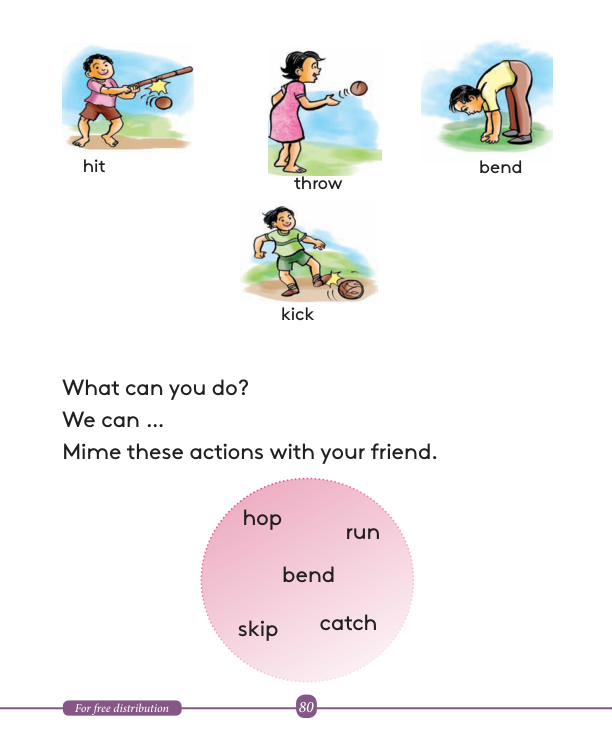 hit
throw
bend
kick
What can you do?
We can ...
Mime these actions with your friend.
hop
run
bend
skip
catch
For free distribution
80